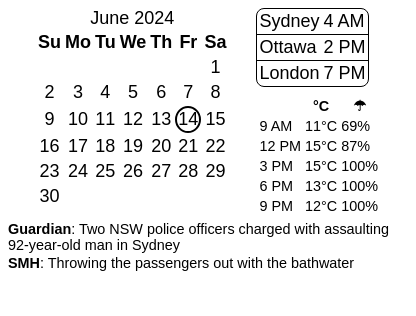 June 2024
Su Mo Tu We Th Fr Sa
1
2 3 4 5 6 7 8
9 10 11 12 13 14 15
16 17 18 19 20 21 22
23 24 25 26 27 28 29
30
Sydney 4 AM
Ottawa 2 PM
London 7 PM
°C ☂
9 AM 11°C 69%
12 PM 15°C 87%
3 PM 15°C 100%
6 PM 13°C 100%
9 PM 12°C 100%
Guardian: Two NSW police officers charged with assaulting
92-year-old man in Sydney
SMH: Throwing the passengers out with the bathwater